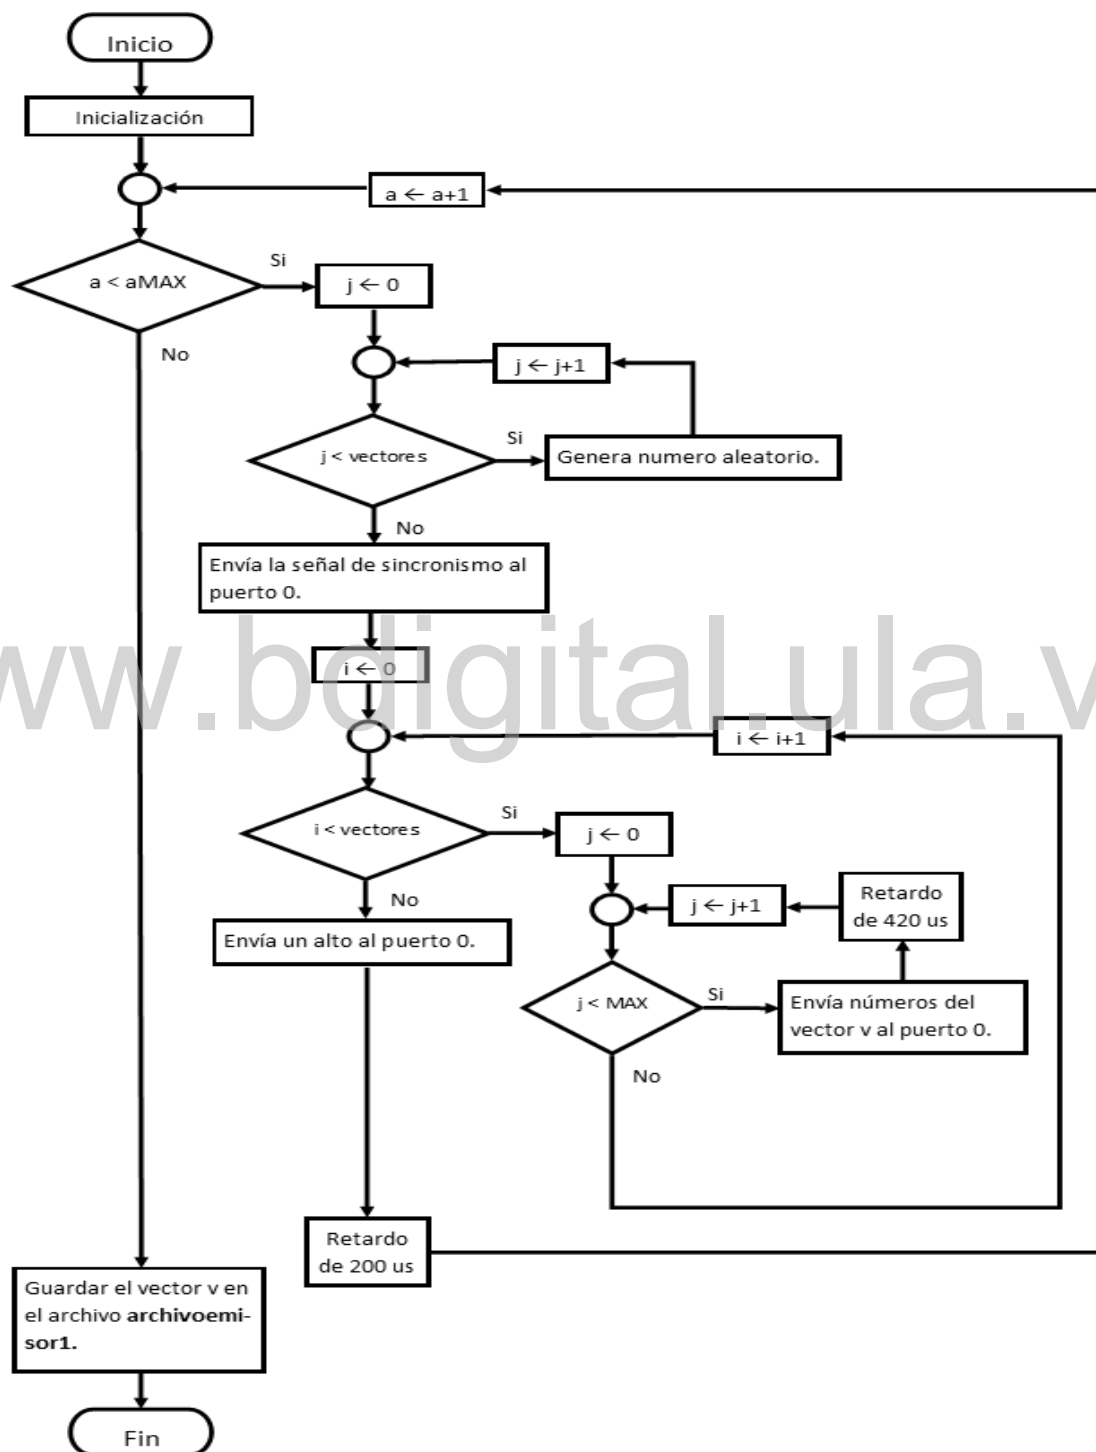 Inicio
Inicialización
a ← a+1
a < aMAX
Si
j ← 0
No
j ← j+1
j < vectores
Si
Genera numero aleatorio.
No
Envía la señal de sincronismo al
puerto 0.
i ← 0
www.bdigital.ula.v
i ← i+1
i < vectores
Si
j ← 0
No
j ← j+1
Retardo
de 420 us
Envía un alto al puerto 0.
j < MAX
Si
Envía números del
vector v al puerto 0.
No
Retardo
de 200 us
Guardar el vector v en
el archivo archivoemi-
sor1.
Fin